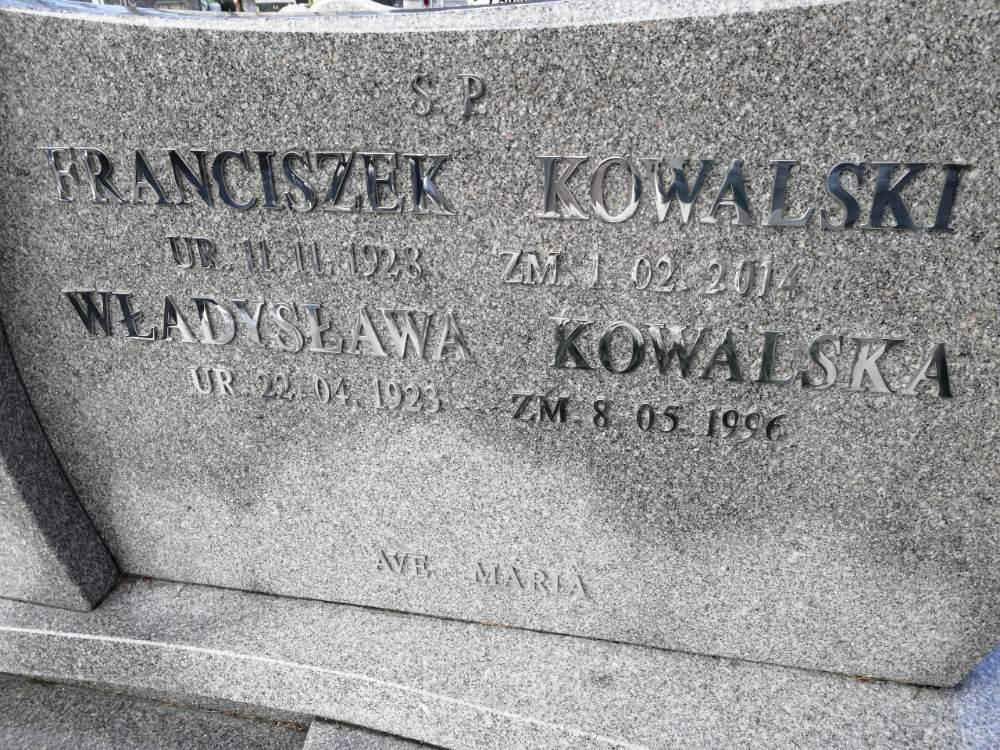 Ś. P.
FRANCISZEK KOWALSKI
UR. 11. 11. 1928 ZM. 1. 02. 2014
WŁADYSŁAWA KOWALSKA
UR. 22. 04. 1923 ZM. 8. 05. 1996
AVE MARIA